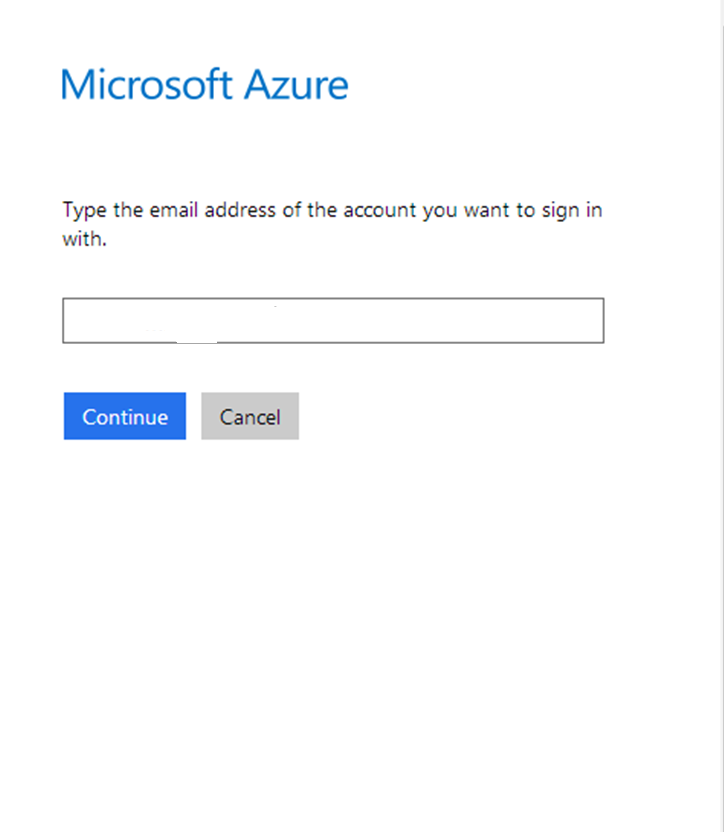 Microsoft Azure
Type the email address of the account you want to sign in
with.
Continue
Cancel